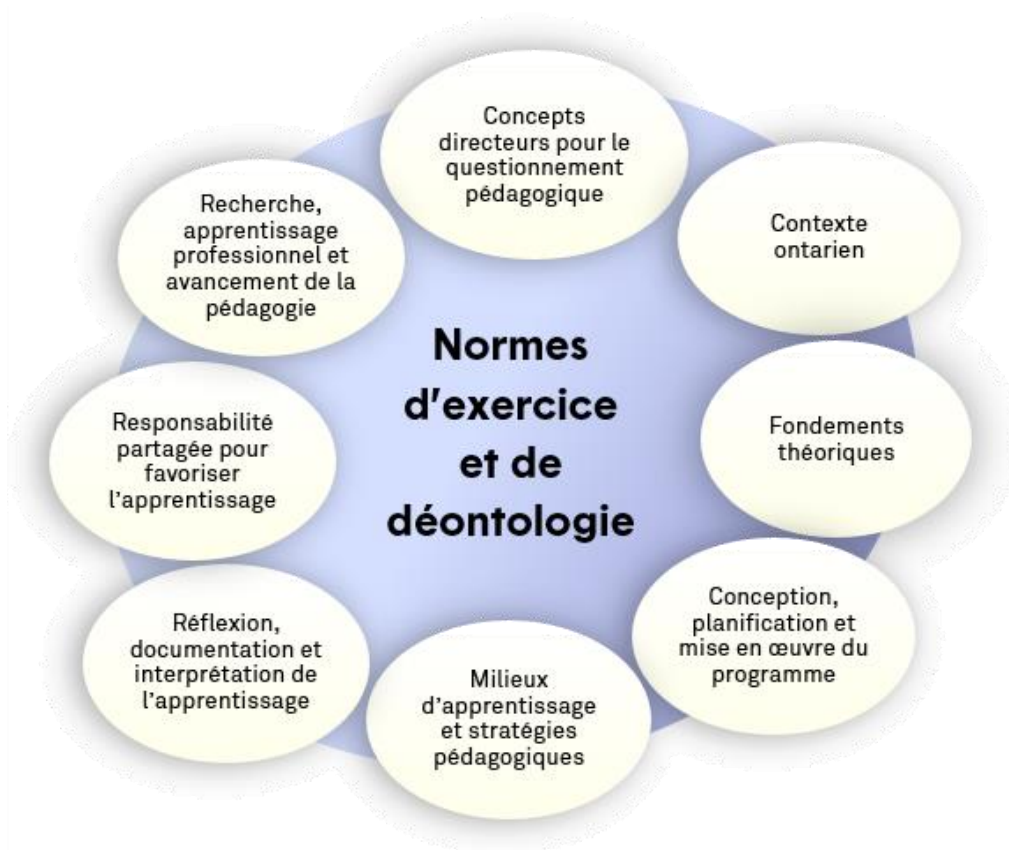 Concepts
directeurs pour le
questionnement
pédagogique
Contexte
ontarien
Fondements
théoriques
Conception,
planification et
mise en œuvre du
programme
Milieux
d'apprentissage
et stratégies
pédagogiques
Réflexion,
documentation et
interprétation de
l'apprentissage
Responsabilité
partagée pour
favoriser
l'apprentissage
Recherche,
apprentissage
professionnel et
avancement de la
pédagogie
Normes
d'exercice
et de
déontologie